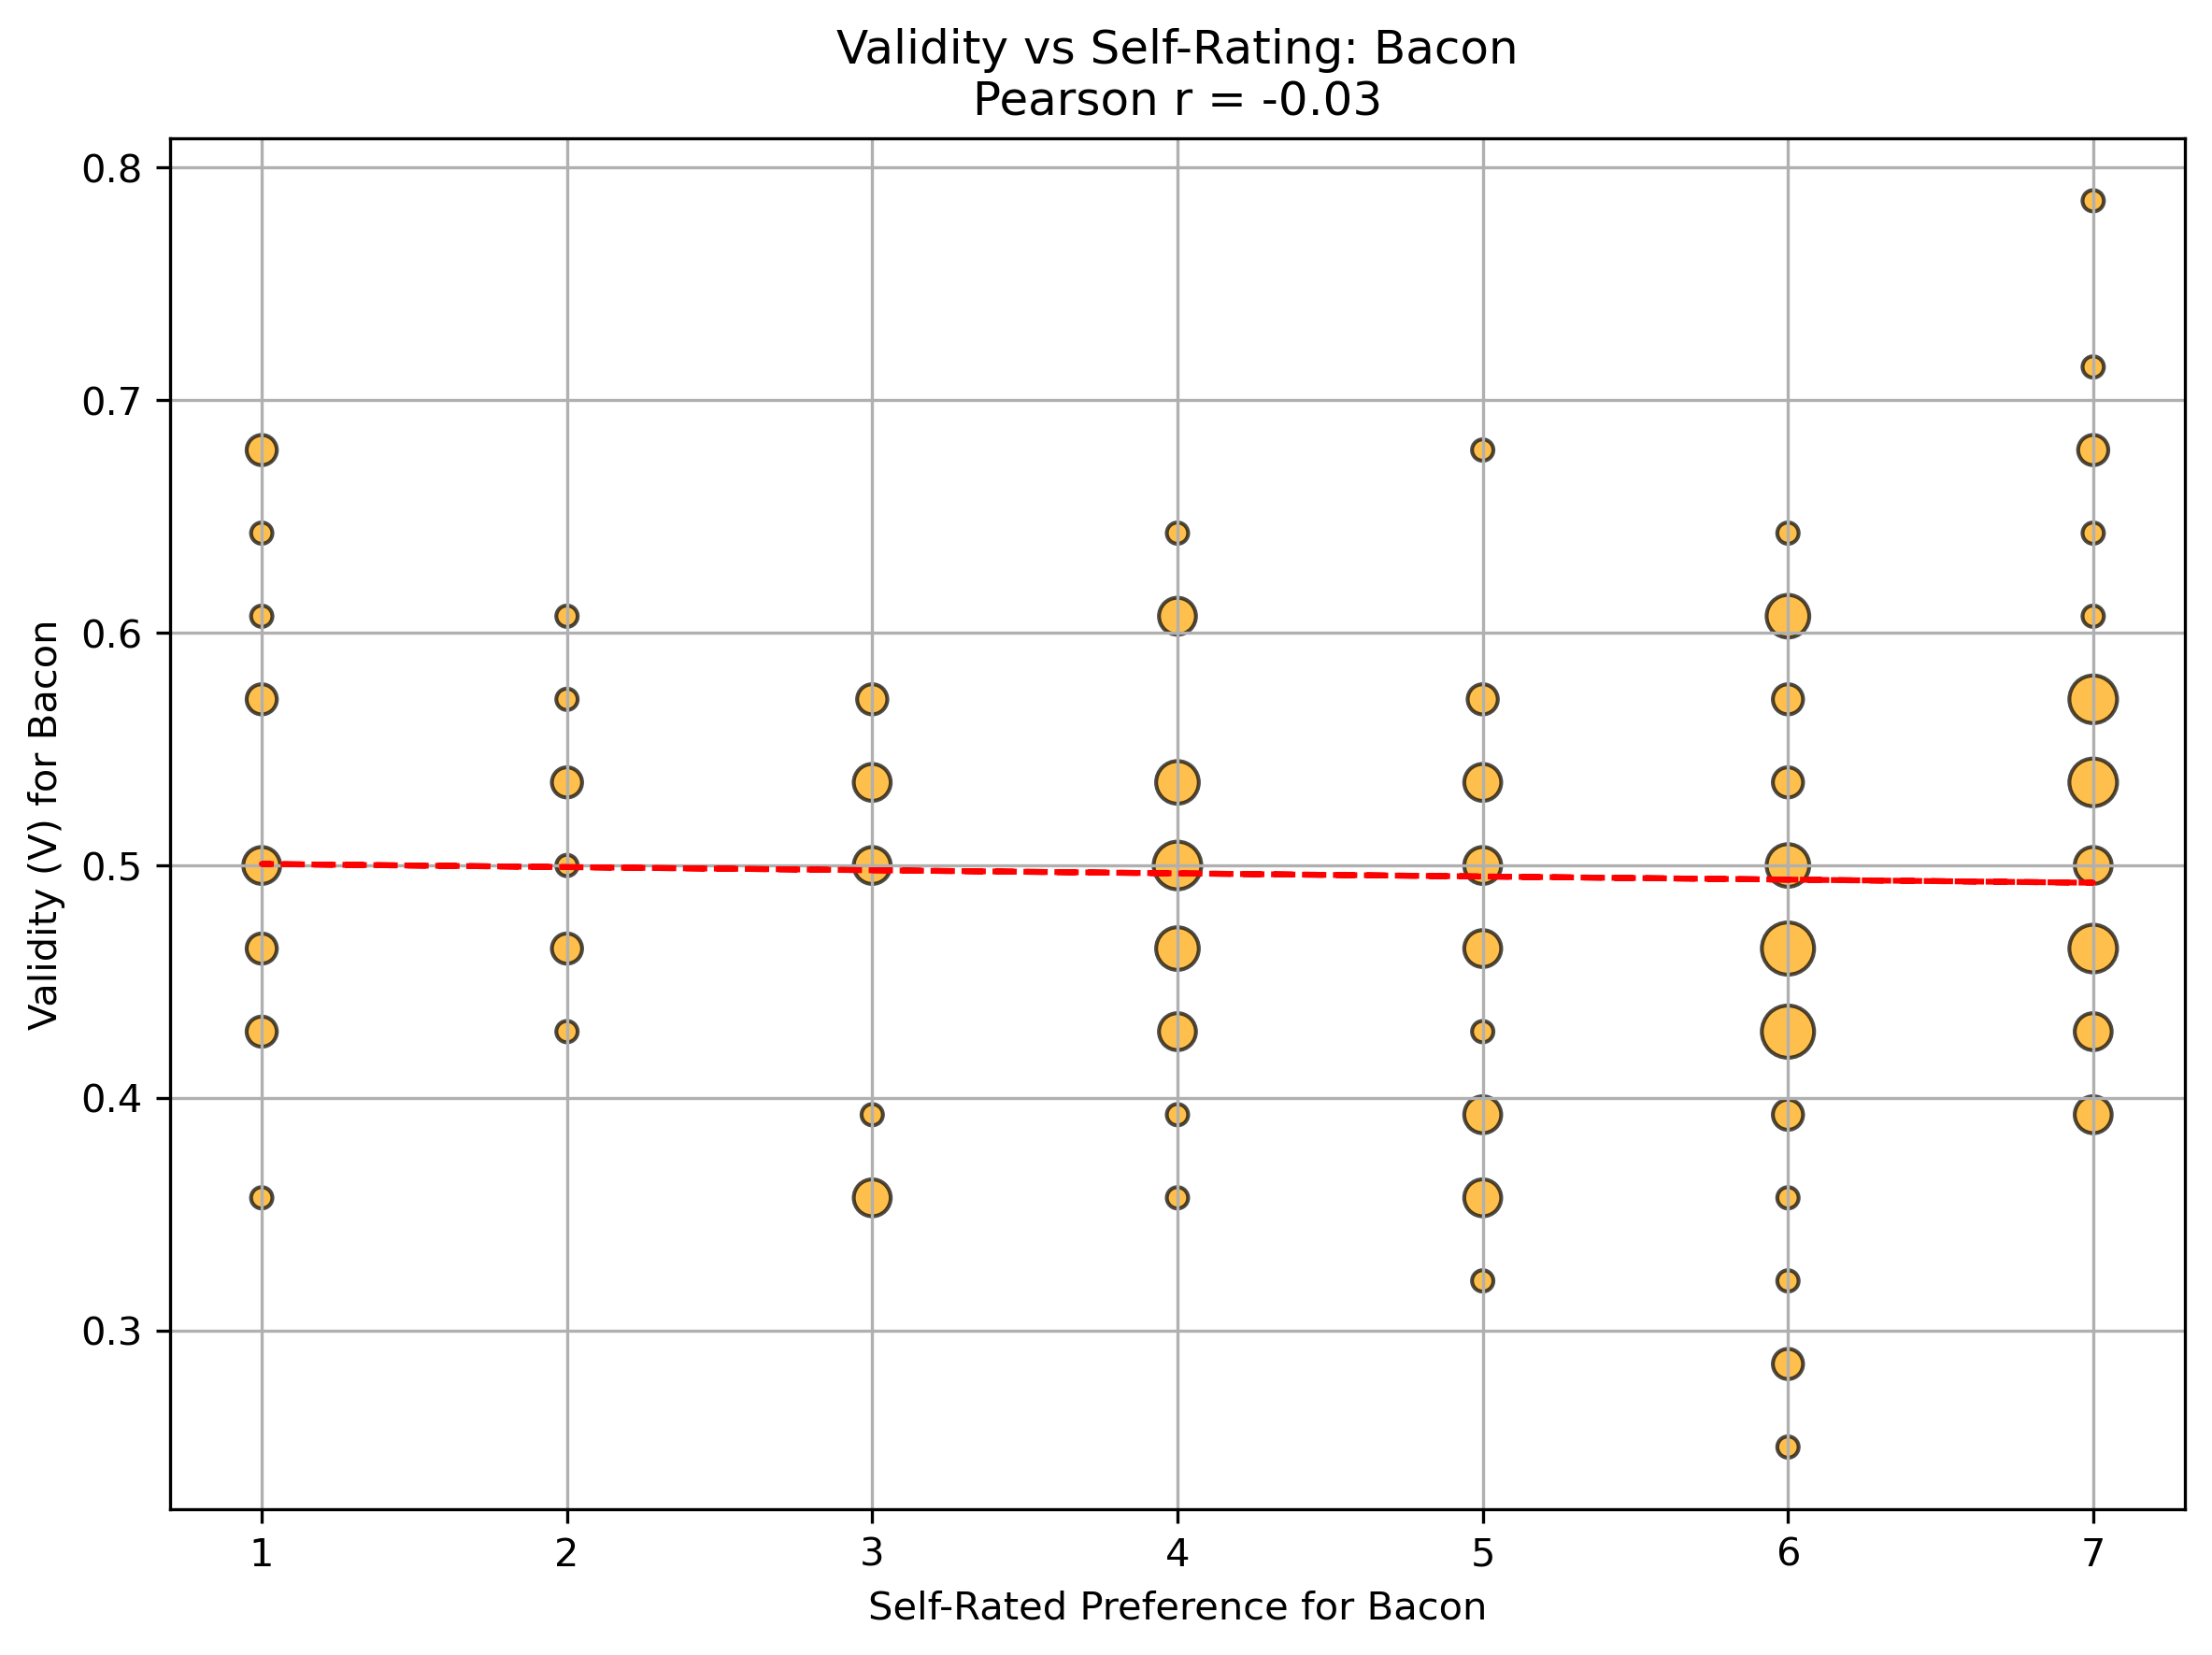 Validity vs Self-Rating: Bacon
Pearson r = -0.03
0.8
0.7
0.6
0.5
0.4
0.3
Validity (V) for Bacon
1 2 3 4 5 6 7
Self-Rated Preference for Bacon